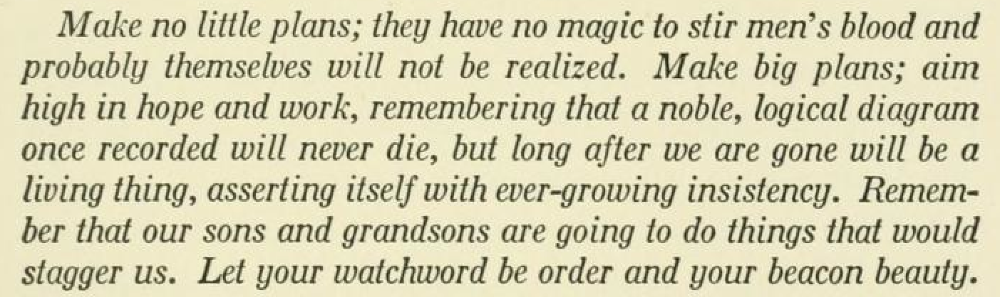 Make no little plans; they have no magic to stir men's blood and
probably themselves will not be realized. Make big plans; aim
high in hope and work, remembering that a noble, logical diagram
once recorded will never die, but long after we are gone will be a
living thing, asserting itself with ever-growing insistency. Remem-
ber that our sons and grandsons are going to do things that would
stagger us. Let your watchword be order and your beacon beauty.